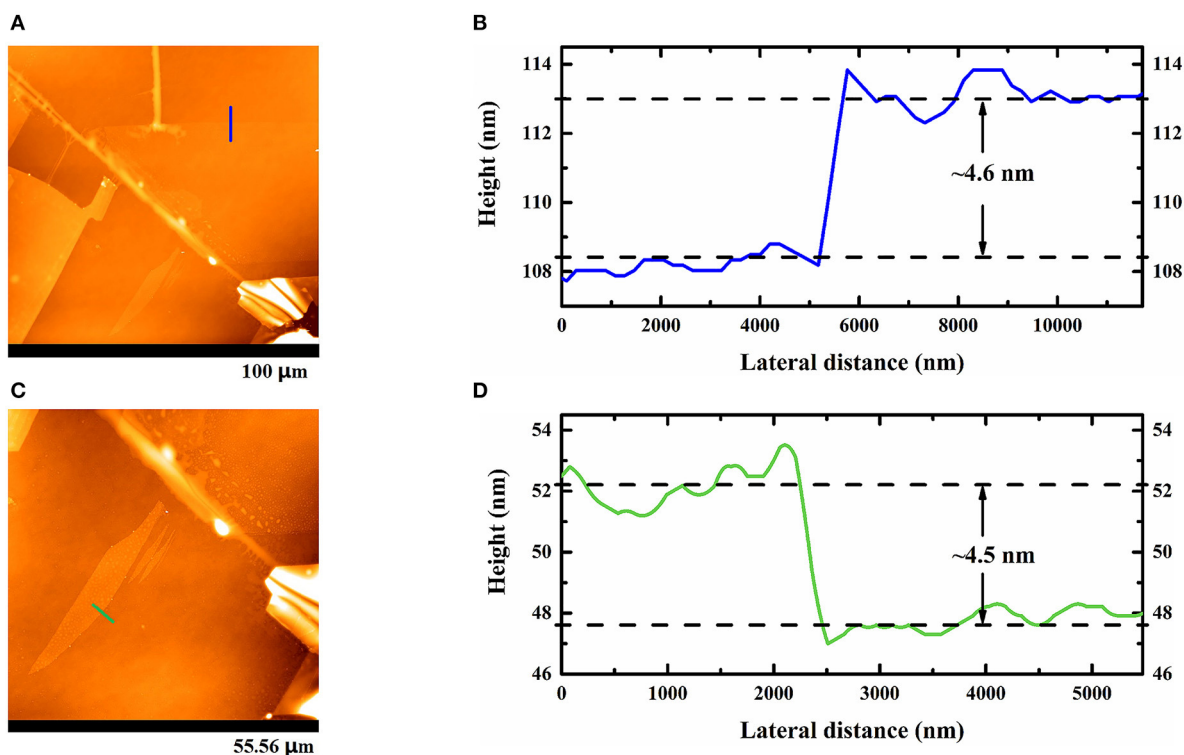 A
100 μm
B
Height (nm)
114
112
110
108
114
112
110
108
~4.6 nm
0 2000 4000 6000 8000 10000
Lateral distance (nm)
C
55.56 μm
D
Height (nm)
54
52
50
48
46
54
52
50
48
46
~4.5 nm
0 1000 2000 3000 4000 5000
Lateral distance (nm)